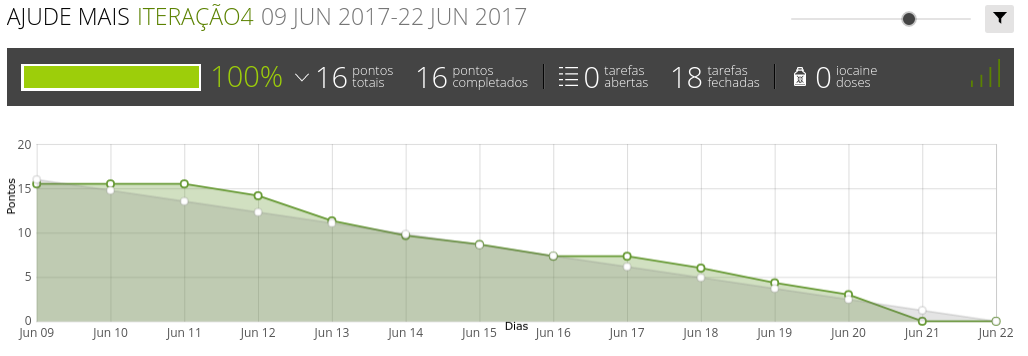 AJUDE MAIS ITERAÇÃO4 09 JUN 2017-22 JUN 2017
100% 16 pontos totais 16 pontos completados 0 tarefas abertas 18 tarefas fechadas 0 iocaine doses
20
15
10
5
0
Pontos
Jun 09 Jun 10 Jun 11 Jun 12 Jun 13 Jun 14 Jun 15 Jun 16 Jun 17 Jun 18 Jun 19 Jun 20 Jun 21 Jun 22
Dias